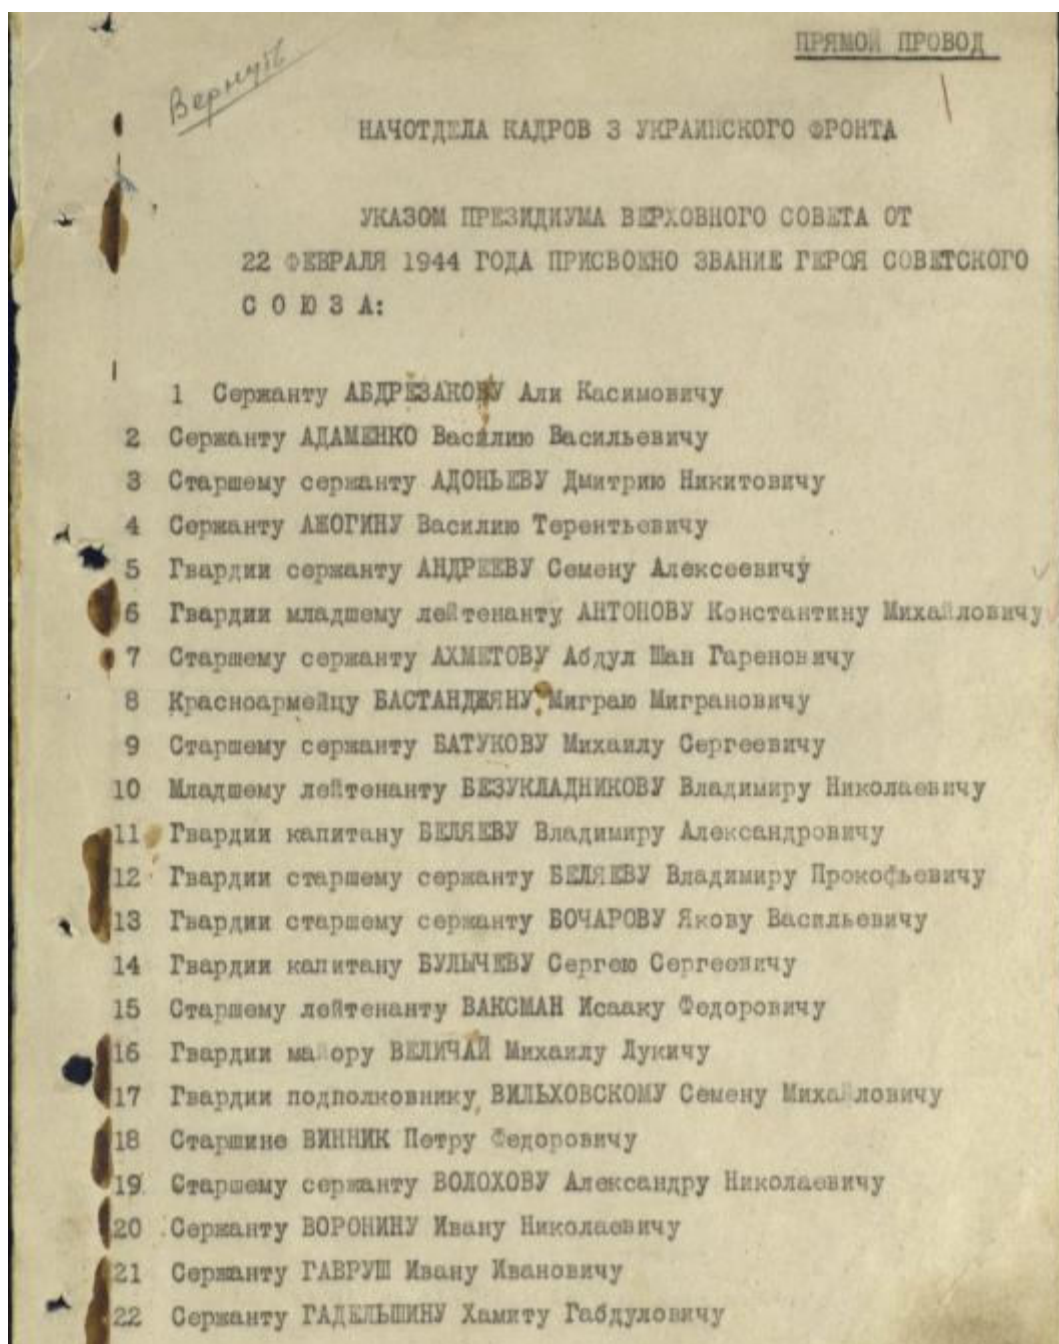 Вернуть
ПРЯМОЙ ПРОВОД
НАЧОТДЕЛА КАДРОВ 3 УКРАИНСКОГО ФРОНТА
УКАЗОМ ПРЕЗИДИУМА ВЕРХОВНОГО СОВЕТА ОТ
22 ФЕВРАЛЯ 1944 ГОДА ПРИСВОЕНО ЗВАНИЕ ГЕРОЯ СОВЕТСКОГО
С О Ю З А:
1 Сержанту АБДРЕЗАКОВУ Али Касимовичу
2 Сержанту АДАМЕНКО Василию Васильевичу
3 Старшему сержанту АДОНЬЕВУ Дмитрию Никитовичу
4 Сержанту АЖОГИНУ Василию Терентьевичу
5 Гвардии сержанту АНДРЕЕВУ Семену Алексеевичу
6 Гвардии младшему лейтенанту АНТОНОВУ Константину Михайловичу
7 Старшему сержанту АХМЕТОВУ Абдул Шан Гареновичу
8 Красноармейцу БАСТАНДЖЯНУ Миграю Миграновичу
9 Старшему сержанту БАТУКОВУ Михаилу Сергеевичу
10 Младшему лейтенанту БЕЗУКЛАДНИКОВУ Владимиру Николаевичу
11 Гвардии капитану БЕЛЯЕВУ Владимиру Александровичу
12 Гвардии старшему сержанту БЕЛЯЕВУ Владимиру Прокофьевичу
13 Гвардии старшему сержанту БОЧАРОВУ Якову Васильевичу
14 Гвардии капитану БУЛЫЧЕВУ Сергею Сергеевичу
15 Старшему лейтенанту ВАКСМАН Исааку Федоровичу
16 Гвардии майору ВЕЛИЧАЙ Михаилу Лукичу
17 Гвардии подполковнику ВИЛЬХОВСКОМУ Семену Михайловичу
18 Старшине ВИННИК Петру Федоровичу
19 Старшему сержанту ВОЛОХОВУ Александру Николаевичу
20 Сержанту ВОРОНИНУ Ивану Николаевичу
21 Сержанту ГАВРУШ Ивану Ивановичу
22 Сержанту ГАДЕЛЬШИНУ Хамиту Габдуловичу